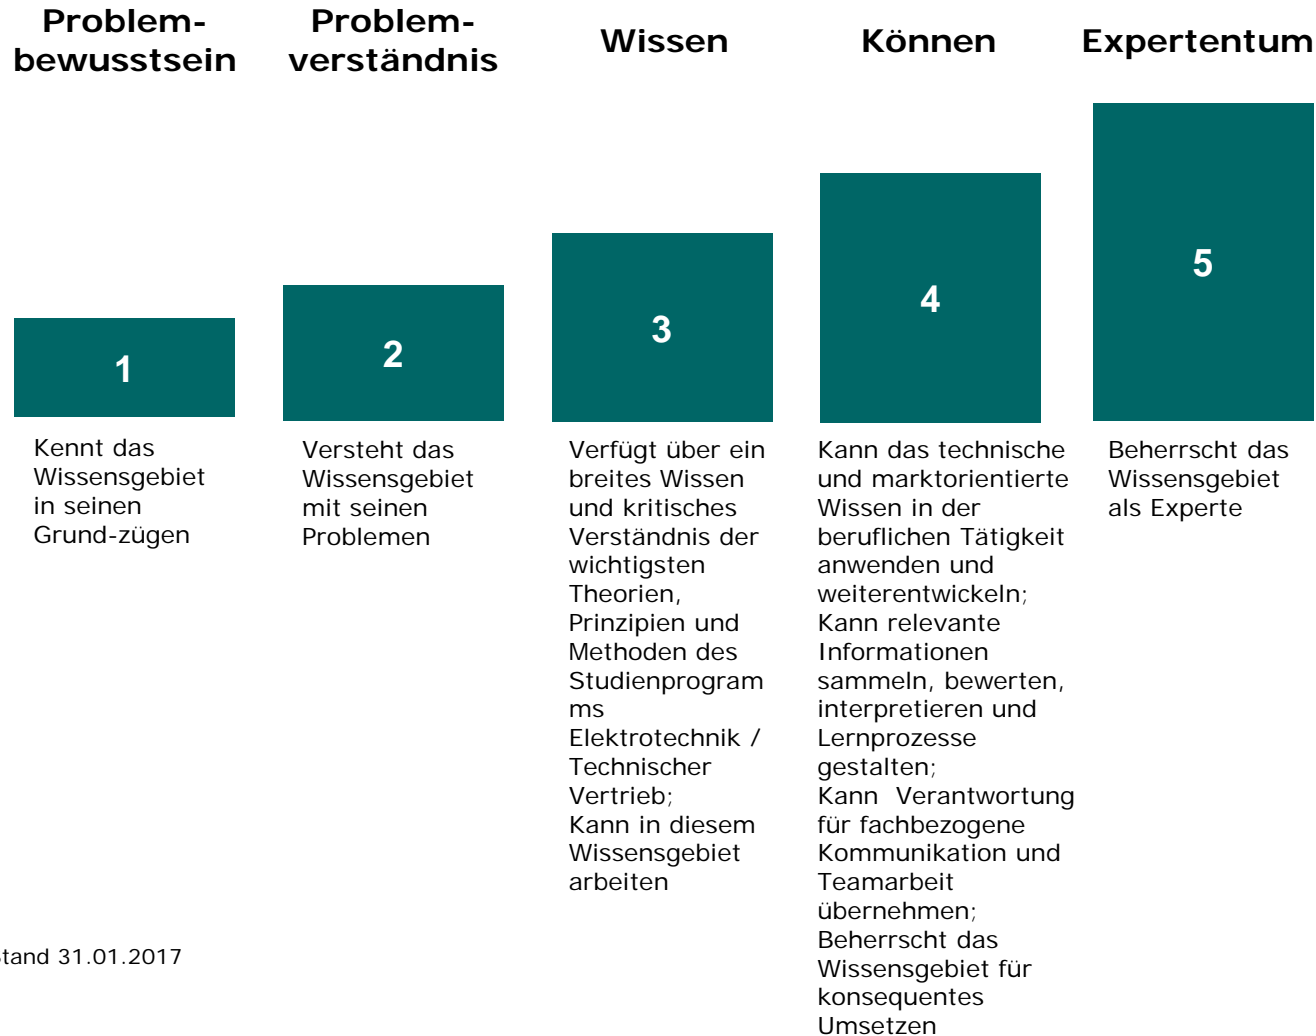 Problem-
bewusstsein
Problem-
verständnis
Wissen
Können
Expertentum
1
2
3
4
5
Kennt das
Wissensgebiet
in seinen
Grund-zügen
Versteht das
Wissensgebiet
mit seinen
Problemen
Verfügt über ein
breites Wissen
und kritisches
Verständnis der
wichtigsten
Theorien,
Prinzipien und
Methoden des
Studienprogram
ms
Elektrotechnik /
Technischer
Vertrieb;
Kann in diesem
Wissensgebiet
arbeiten
Kann das technische
und marktorientierte
Wissen in der
beruflichen Tätigkeit
anwenden und
weiterentwickeln;
Kann relevante
Informationen
sammeln, bewerten,
interpretieren und
Lernprozesse
gestalten;
Kann  Verantwortung
für fachbezogene
Kommunikation und
Teamarbeit
übernehmen;
Beherrscht das
Wissensgebiet für
konsequentes
Umsetzen
Beherrscht das
Wissensgebiet
als Experte
Stand 31.01.2017